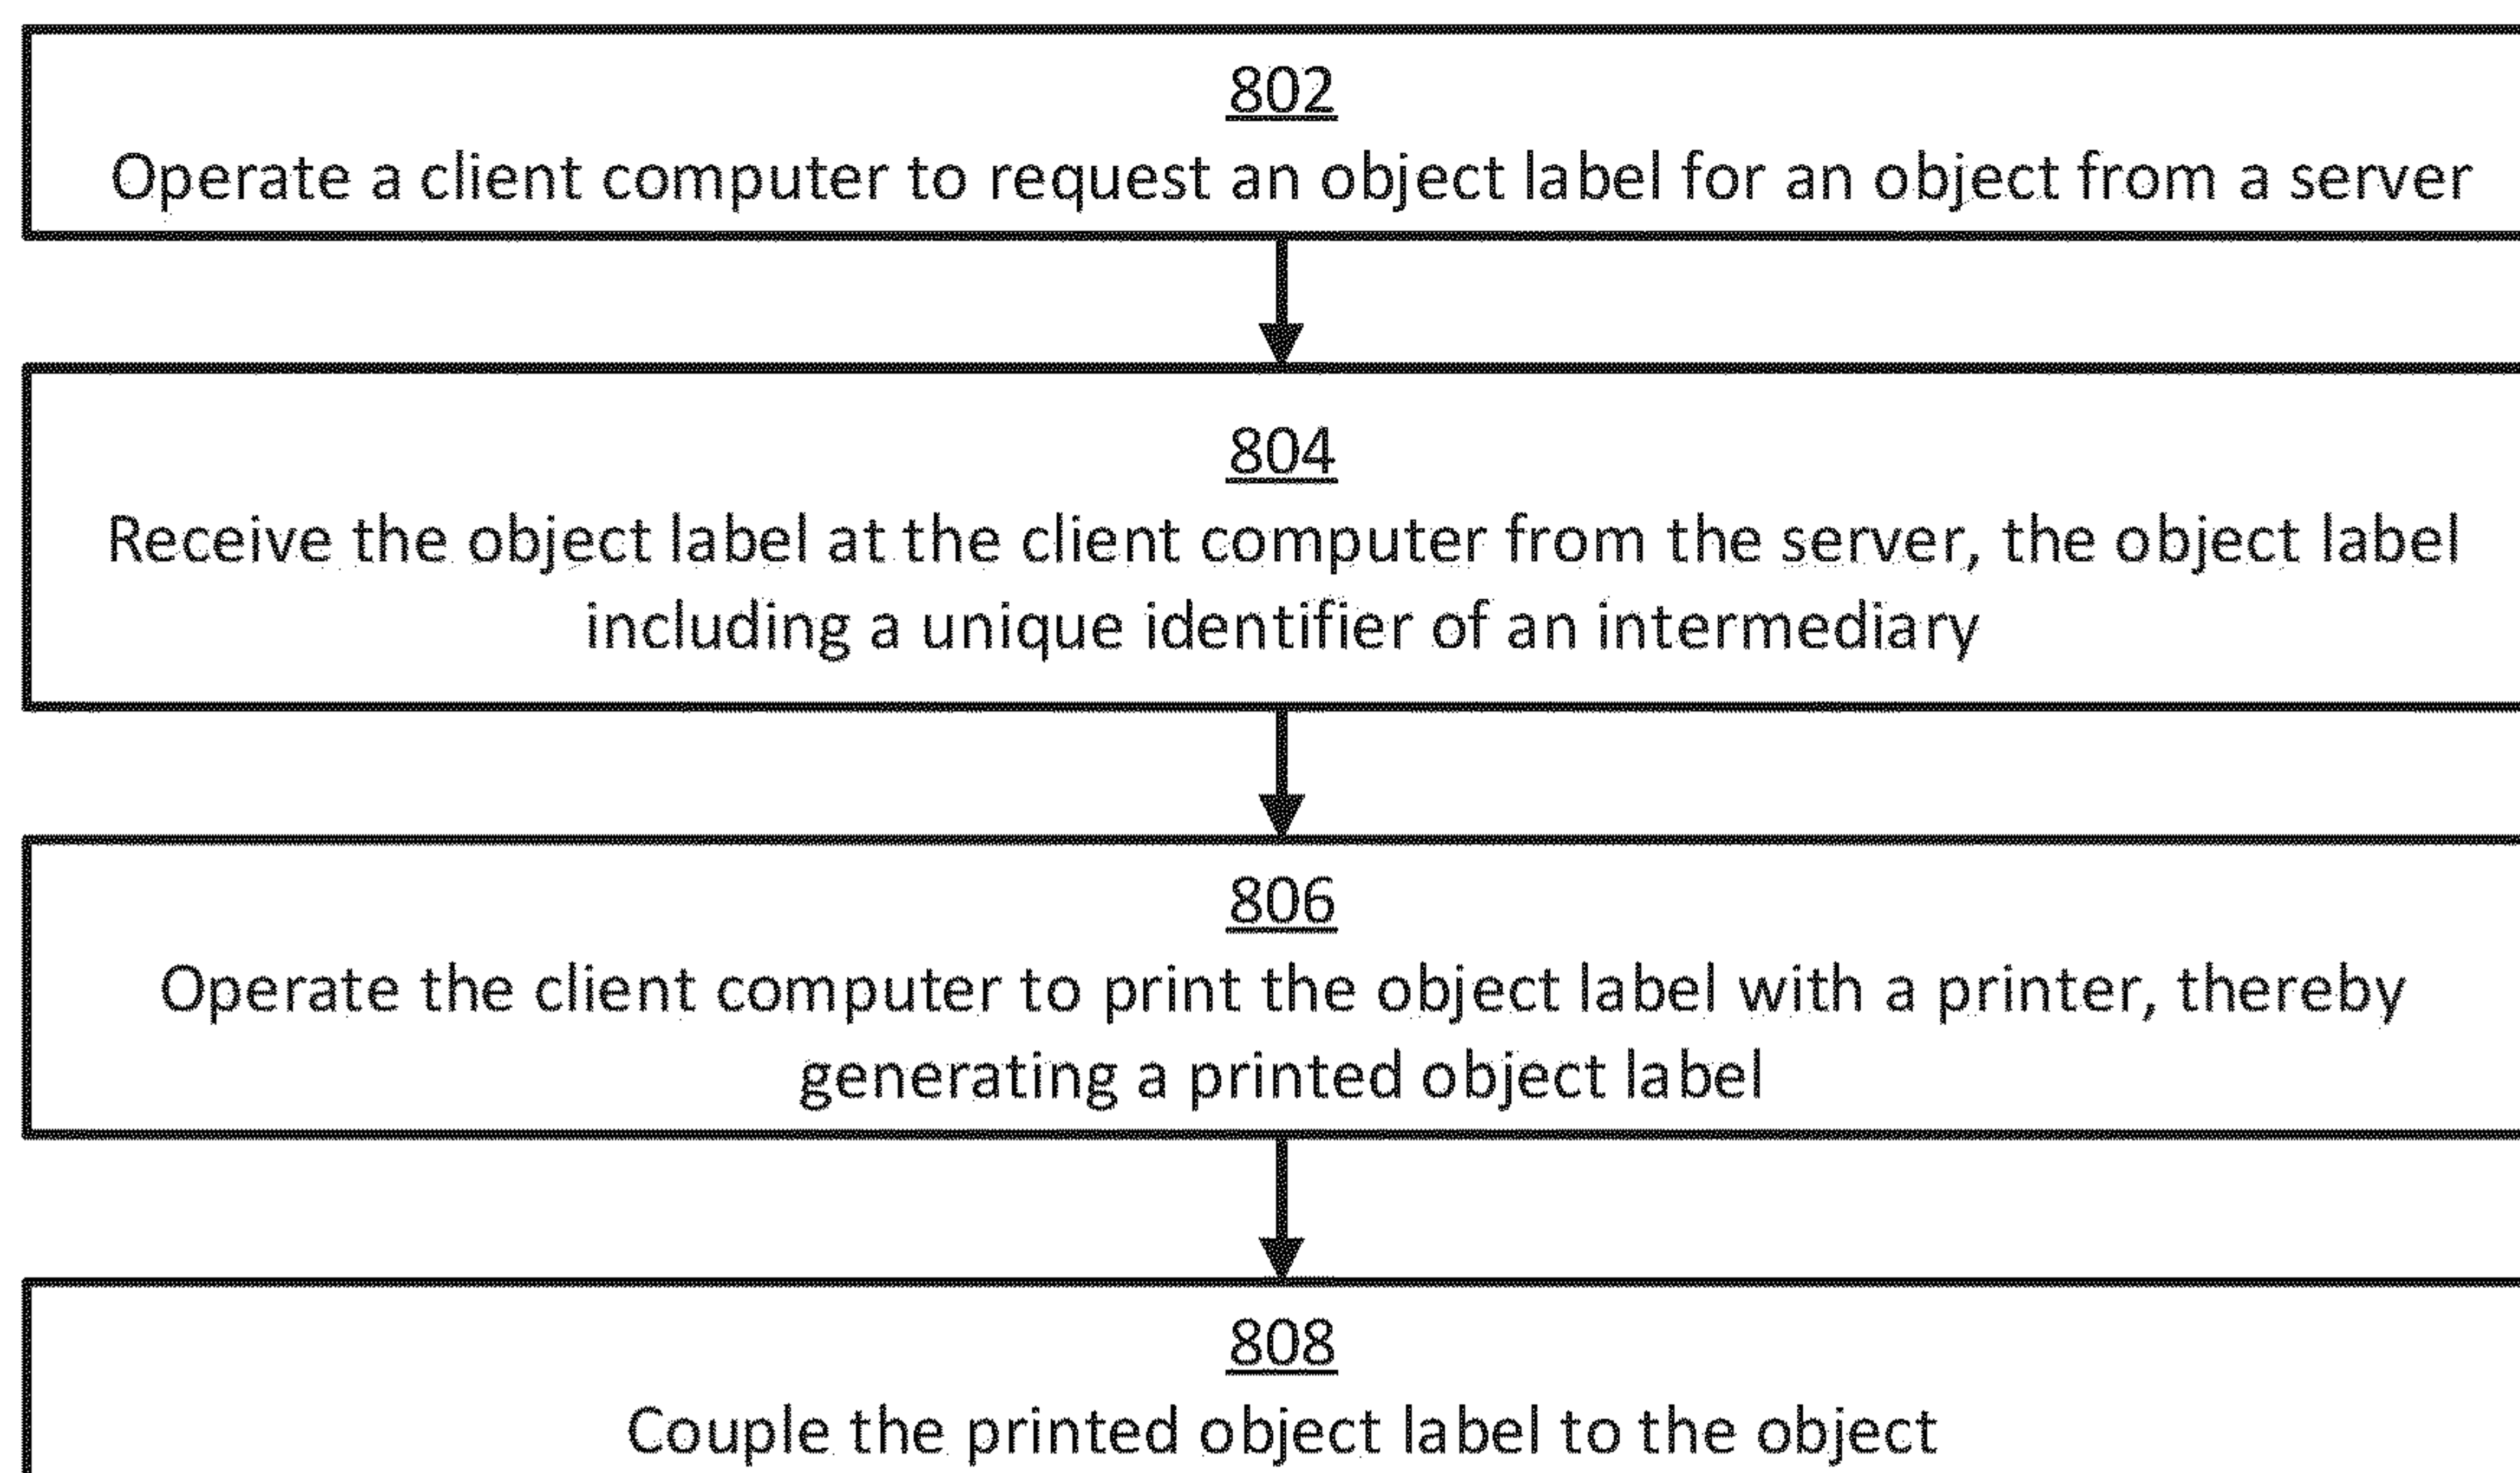 802
Operate a client computer to request an object label for an object from a server
804
Receive the object label at the client computer from the server, the object label
including a unique identifier of an intermediary
806
Operate the client computer to print the object label with a printer, thereby
generating a printed object label
808
Couple the printed object label to the object